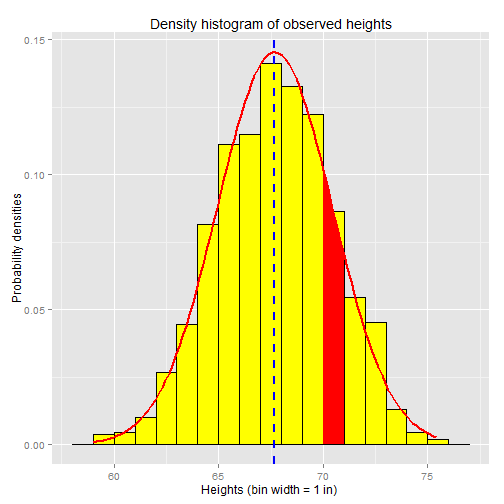 Density histogram of observed heights
0.15
0.10
0.05
0.00
Probability densities
60
65
70
75
Heights (bin width = 1 in)